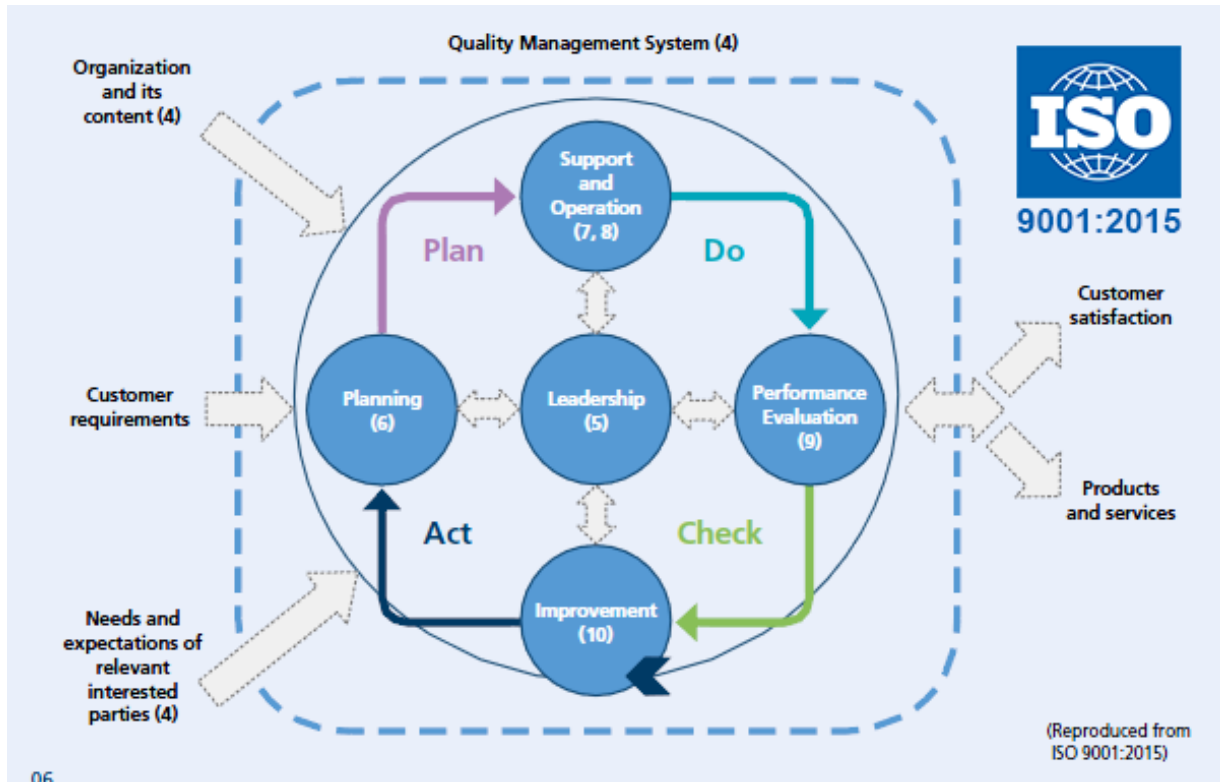 Quality Management System (4)
Organization
and its
content (4)
ISO
9001:2015
Support
and
Operation
(7, 8)
Plan
Do
Customer
satisfaction
Customer
requirements
Planning
(6)
Leadership
(5)
Performance
Evaluation
(9)
Products
and services
Act
Check
Improvement
(10)
Needs and
expectations of
relevant
interested
parties (4)
(Reproduced from
ISO 9001:2015)
06